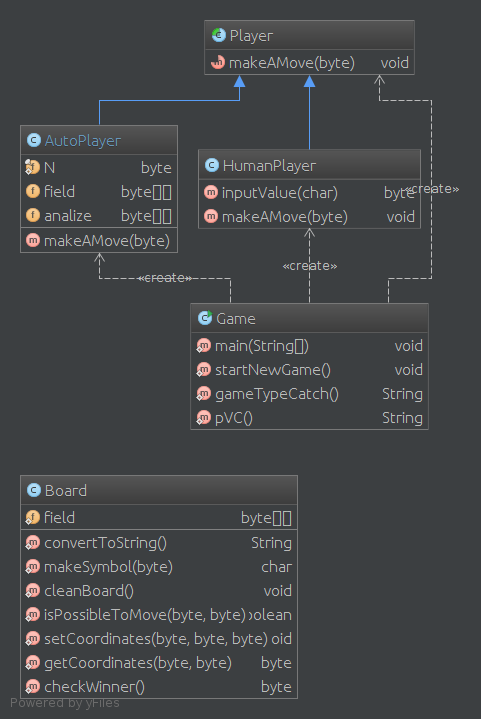 Player
makeAMove(byte) void
AutoPlayer
N byte
field byte[][]
analize byte[][]
makeAMove(byte)
HumanPlayer
inputValue(char) byte
makeAMove(byte) void
«create»
«create»
«create»
Game
main(String[]) void
startNewGame() void
gameTypeCatch() String
pVC() String
Board
field byte[][]
convertToString() String
makeSymbol(byte) char
cleanBoard() void
isPossibleToMove(byte, byte) oolean
setCoordinates(byte, byte, byte) oid
getCoordinates(byte, byte) byte
checkWinner() byte
Powered by yFiles